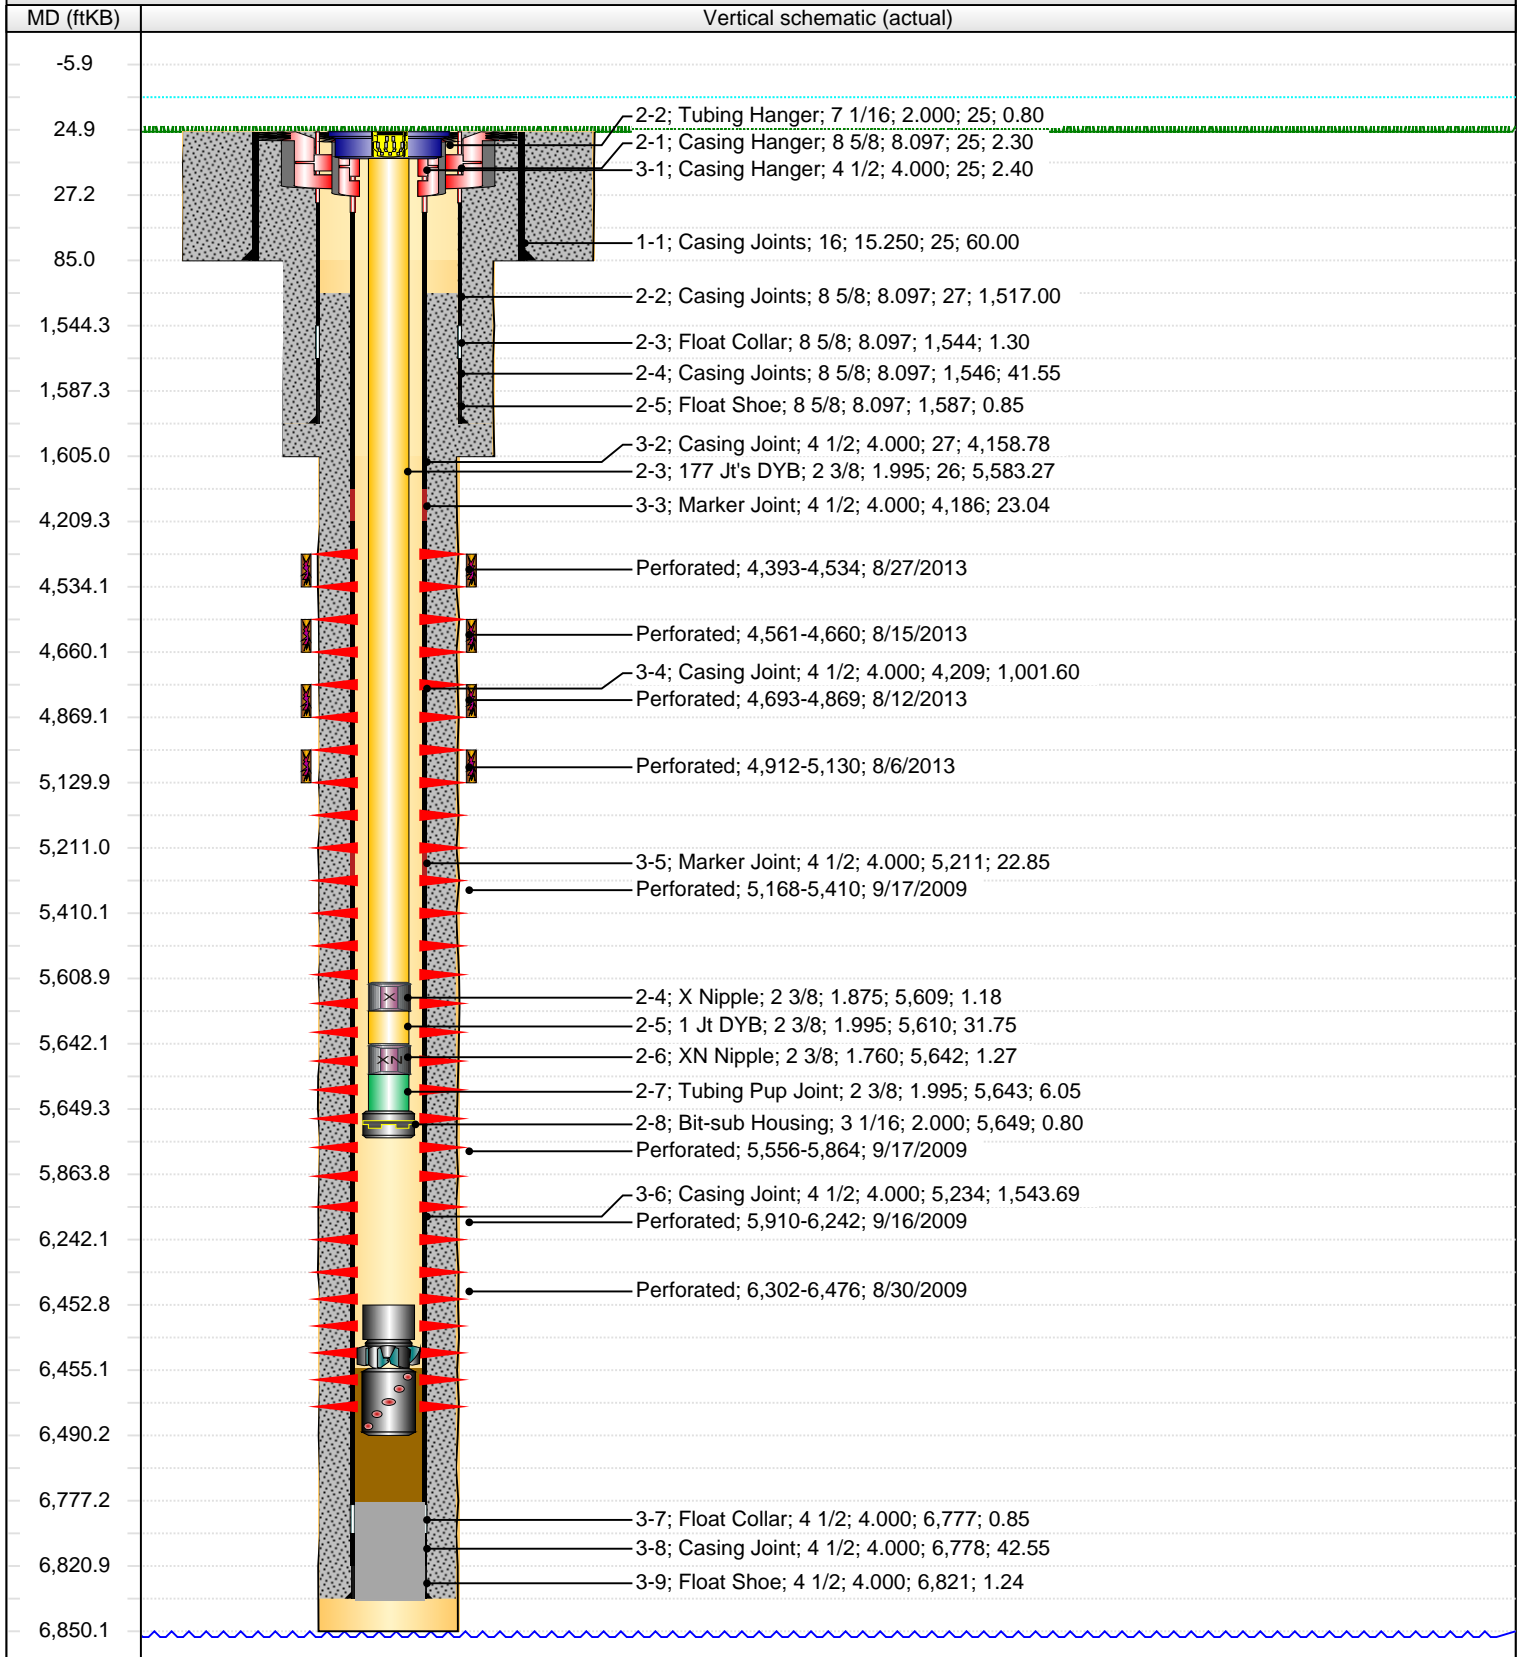 MD (ftKB)
Vertical schematic (actual)
-5.9
2-2; Tubing Hanger; 7 1/16; 2.000; 25; 0.80
24.9
2-1; Casing Hanger; 8 5/8; 8.097; 25; 2.30
3-1; Casing Hanger; 4 1/2; 4.000; 25; 2.40
27.2
1-1; Casing Joints; 16; 15.250; 25; 60.00
85.0
2-2; Casing Joints; 8 5/8; 8.097; 27; 1,517.00
1,544.3
2-3; Float Collar; 8 5/8; 8.097; 1,544; 1.30
2-4; Casing Joints; 8 5/8; 8.097; 1,546; 41.55
1,587.3
2-5; Float Shoe; 8 5/8; 8.097; 1,587; 0.85
3-2; Casing Joint; 4 1/2; 4.000; 27; 4,158.78
1,605.0
2-3; 177 Jt's DYB; 2 3/8; 1.995; 26; 5,583.27
3-3; Marker Joint; 4 1/2; 4.000; 4,186; 23.04
4,209.3
Perforated; 4,393-4,534; 8/27/2013
4,534.1
Perforated; 4,561-4,660; 8/15/2013
4,660.1
3-4; Casing Joint; 4 1/2; 4.000; 4,209; 1,001.60
Perforated; 4,693-4,869; 8/12/2013
4,869.1
Perforated; 4,912-5,130; 8/6/2013
5,129.9
5,211.0
3-5; Marker Joint; 4 1/2; 4.000; 5,211; 22.85
Perforated; 5,168-5,410; 9/17/2009
5,410.1
5,608.9
X
2-4; X Nipple; 2 3/8; 1.875; 5,609; 1.18
2-5; 1 Jt DYB; 2 3/8; 1.995; 5,610; 31.75
5,642.1
XN
2-6; XN Nipple; 2 3/8; 1.760; 5,642; 1.27
2-7; Tubing Pup Joint; 2 3/8; 1.995; 5,643; 6.05
5,649.3
2-8; Bit-sub Housing; 3 1/16; 2.000; 5,649; 0.80
Perforated; 5,556-5,864; 9/17/2009
5,863.8
3-6; Casing Joint; 4 1/2; 4.000; 5,234; 1,543.69
Perforated; 5,910-6,242; 9/16/2009
6,242.1
Perforated; 6,302-6,476; 8/30/2009
6,452.8
6,455.1
6,490.2
6,777.2
3-7; Float Collar; 4 1/2; 4.000; 6,777; 0.85
3-8; Casing Joint; 4 1/2; 4.000; 6,778; 42.55
6,820.9
3-9; Float Shoe; 4 1/2; 4.000; 6,821; 1.24
6,850.1